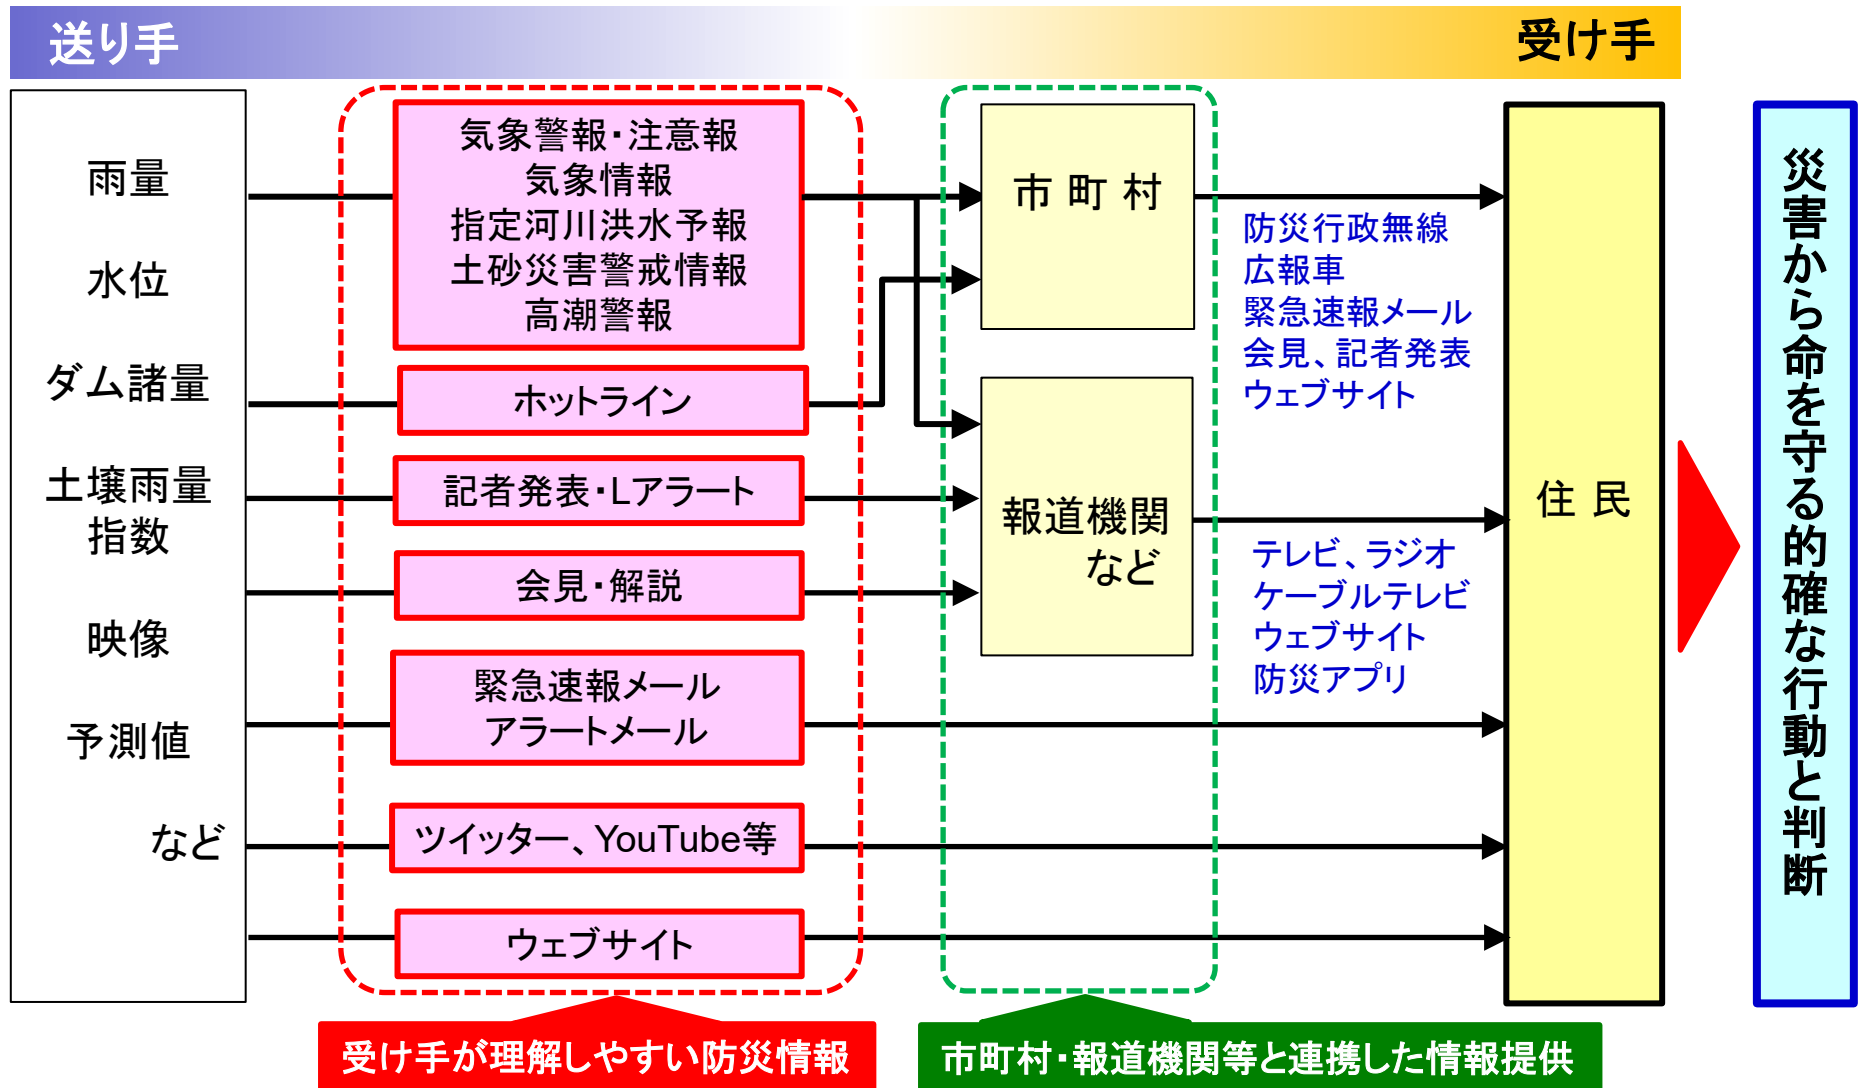 送り手
受け手
雨量
水位
ダム諸量
土壌雨量
指数
映像
予測値
など
気象警報・注意報
気象情報
指定河川洪水予報
土砂災害警戒情報
高潮警報
ホットライン
記者発表・Lアラート
会見・解説
緊急速報メール
アラートメール
ツイッター、YouTube等
ウェブサイト
市町村
報道機関
など
防災行政無線
広報車
緊急速報メール
会見、記者発表
ウェブサイト
テレビ、ラジオ
ケーブルテレビ
ウェブサイト
防災アプリ
住民
災害から命を守る的確な行動と判断
受け手が理解しやすい防災情報
市町村・報道機関等と連携した情報提供